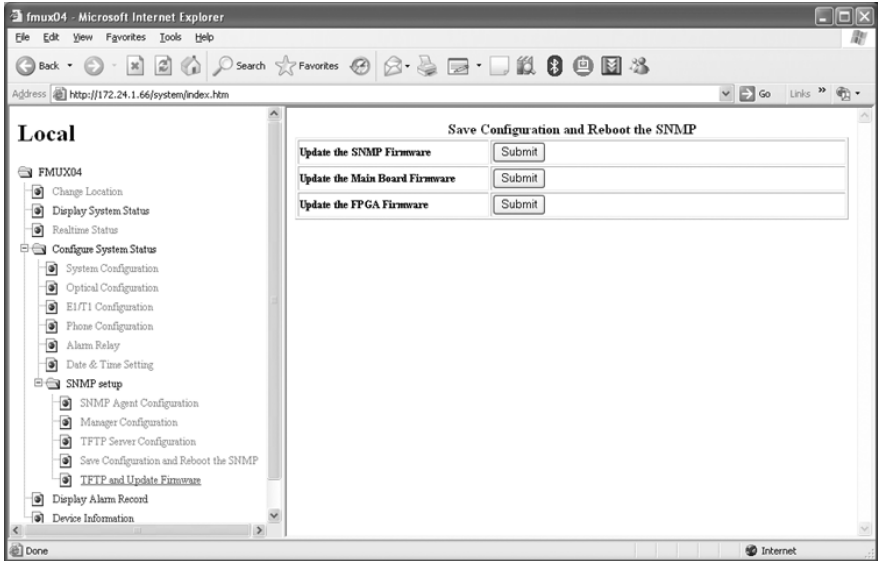 fmux04 - Microsoft Internet Explorer
File Edit View Favorites Tools Help
Back Search Favorites
Address http://172.24.1.66/system/index.htm Go Links »
Local
FMUX04
Change Location
Display System Status
Realtime Status
Configue System Status
System Configuration
Optical Configuration
E1/T1 Configuration
Phone Configuration
Alarm Relay
Date & Time Setting
SNMP setup
SNMP Agent Configuration
Manager Configuration
TFTP Server Configuration
Save Configuration and Reboot the SNMP
TFTP and Update Firmware
Display Alarm Record
Device Information
Save Configuration and Reboot the SNMP
Update the SNMP Firmware Submit
Update the Main Board Firmware Submit
Update the FPGA Firmware Submit
Done Internet